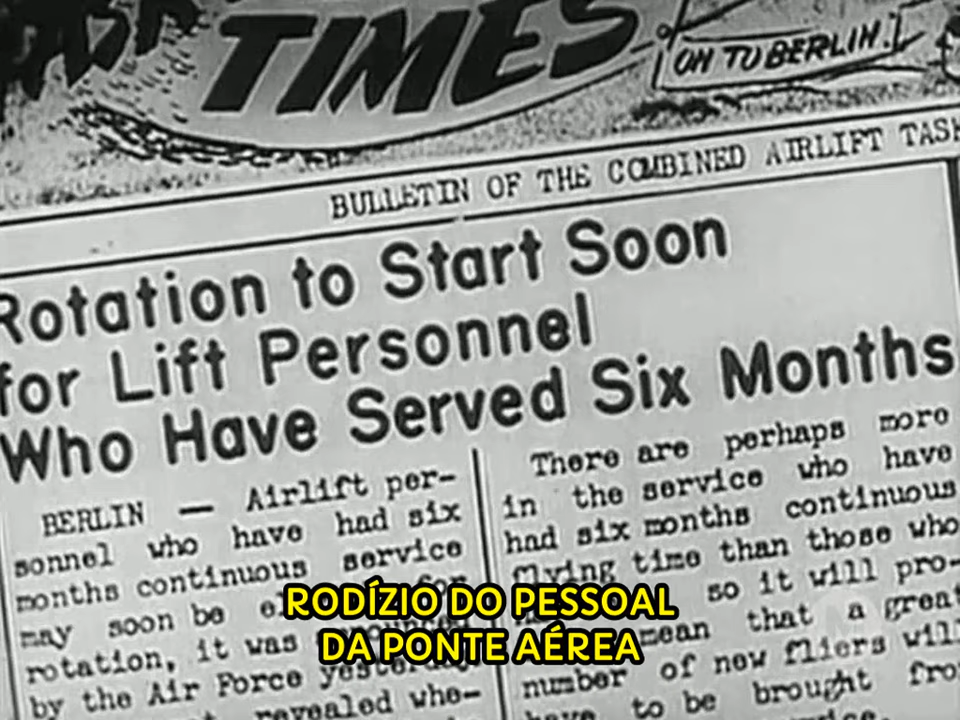 TIMES
ON TO BERLIN!
BULLETIN OF THE COMBINED AIRLIFT TASK
Rotation to Start Soon
for Lift Personnel
Who Have Served Six Months
BERLIN — Airlift per-
sonnel who have had six
months continuous service
may soon be
rotation, it was
by the Air Force
revealed whe-
There are perhaps more
in the service who have
had six months continuous
flying time than those who
so it will pro-
mean that a great
number of new fliers will
have to be brought
RODÍZIO DO PESSOAL
DA PONTE AÉREA